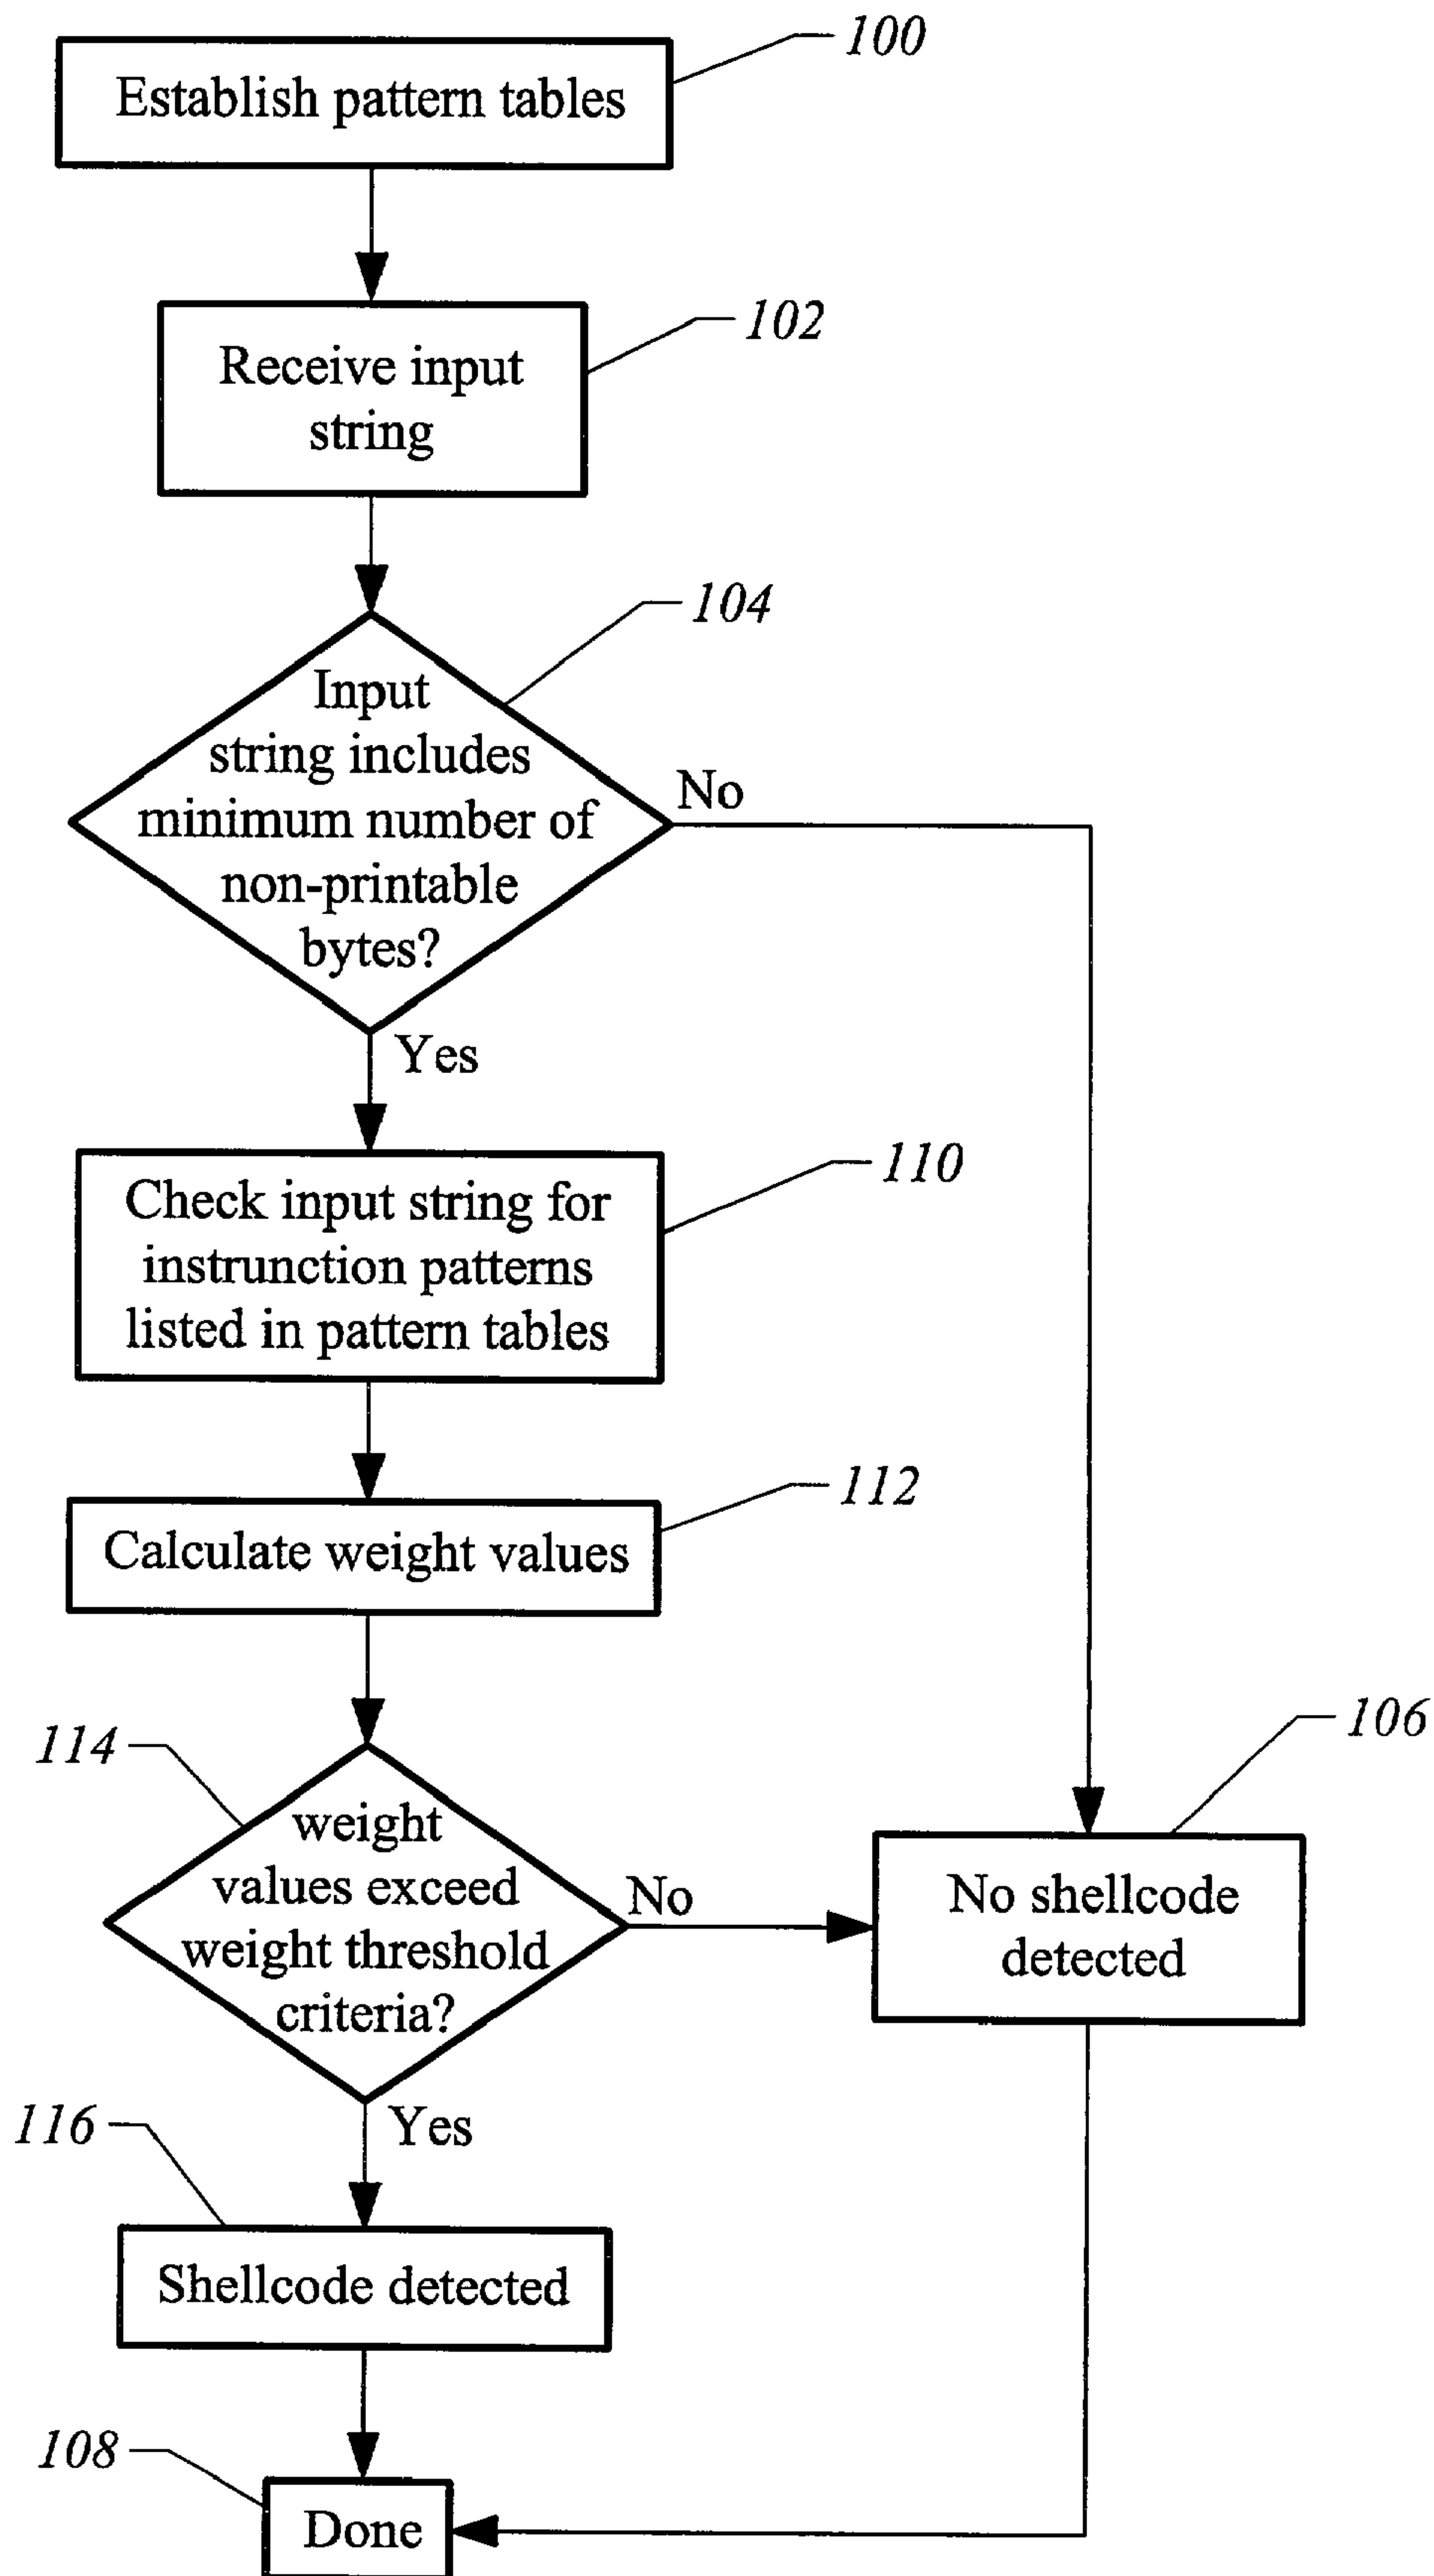 100
Establish pattern tables
102
Receive input
string
104
Input
string includes
minimum number of
non-printable
bytes?
No
Yes
110
Check input string for
instrunction patterns
listed in pattern tables
112
Calculate weight values
114
weight
values exceed
weight threshold
criteria?
No
106
No shellcode
detected
Yes
116
Shellcode detected
108
Done